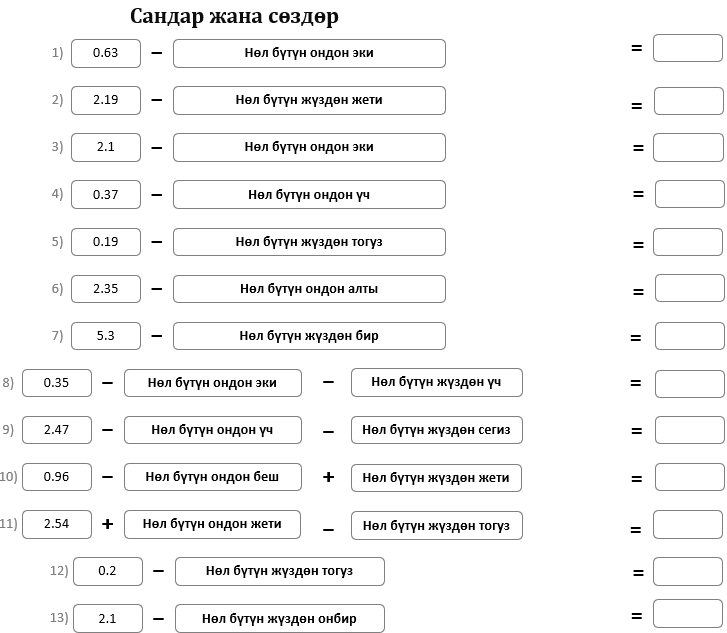 Сандар жана сөздөр
1) 0.63 – Нөл бүтүн ондон эки =
2) 2.19 – Нөл бүтүн жүздөн жети =
3) 2.1 – Нөл бүтүн ондон эки =
4) 0.37 – Нөл бүтүн ондон үч =
5) 0.19 – Нөл бүтүн жүздөн тогуз =
6) 2.35 – Нөл бүтүн ондон алты =
7) 5.3 – Нөл бүтүн жүздөн бир =
8) 0.35 – Нөл бүтүн ондон эки – Нөл бүтүн жүздөн үч =
9) 2.47 – Нөл бүтүн ондон үч – Нөл бүтүн жүздөн сегиз =
10) 0.96 – Нөл бүтүн ондон беш + Нөл бүтүн жүздөн жети =
11) 2.54 + Нөл бүтүн ондон жети – Нөл бүтүн жүздөн тогуз =
12) 0.2 – Нөл бүтүн жүздөн тогуз =
13) 2.1 – Нөл бүтүн жүздөн онбир =